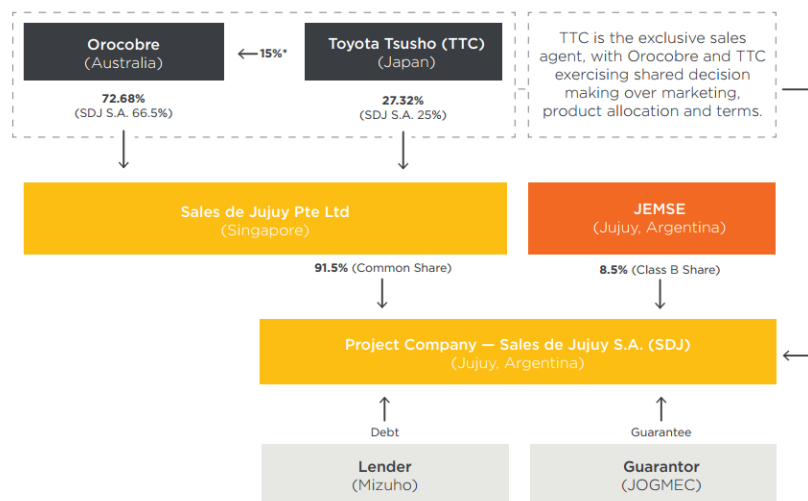 Orocobre
(Australia)
15%*
Toyota Tsusho (TTC)
(Japan)
TTC is the exclusive sales
agent, with Orocobre and TTC
exercising shared decision
making over marketing,
product allocation and terms.
72.68%
(SDJ S.A. 66.5%)
27.32%
(SDJ S.A. 25%)
Sales de Jujuy Pte Ltd
(Singapore)
JEMSE
(Jujuy, Argentina)
91.5% (Common Share)
8.5% (Class B Share)
Project Company — Sales de Jujuy S.A. (SDJ)
(Jujuy, Argentina)
Debt
Guarantee
Lender
(Mizuho)
Guarantor
(JOGMEC)